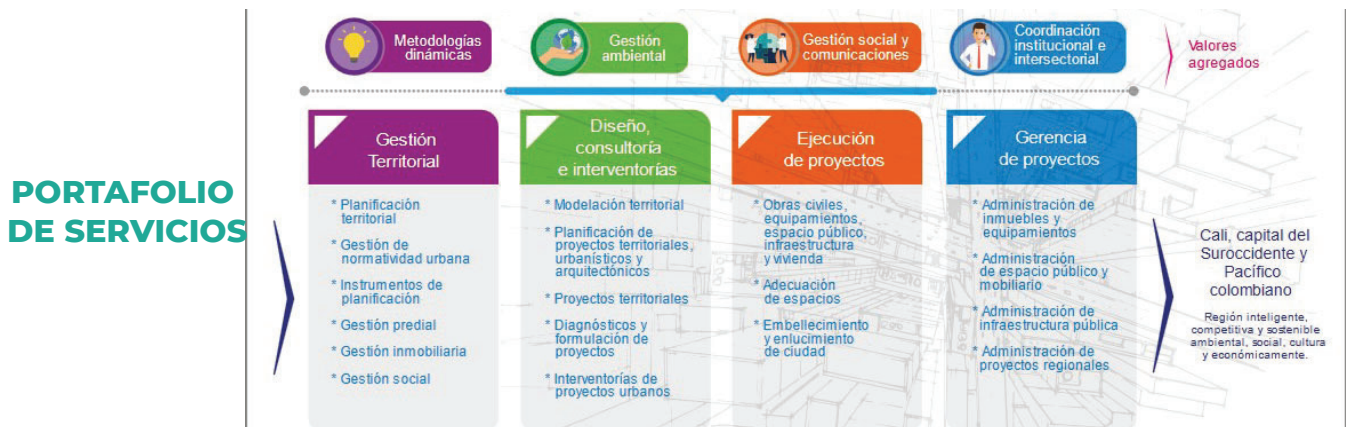 PORTAFOLIO
DE SERVICIOS
Metodologías
dinámicas
Gestión
ambiental
Gestión social y
comunicaciones
Coordinación
institucional e
intersectorial
Valores
agregados
Gestión
Territorial
* Planificación
territorial
* Gestión de
normatividad urbana
* Instrumentos de
planificación
* Gestión predial
* Gestión inmobiliaria
* Gestión social
Diseño,
consultoría
e interventorías
* Modelación territorial
* Planificación de
proyectos territoriales,
urbanísticos y
arquitectónicos
* Proyectos territoriales
* Diagnósticos y
formulación de
proyectos
* Interventorías de
proyectos urbanos
Ejecución
de proyectos
* Obras civiles,
equipamientos,
espacio público,
infraestructura
y vivienda
* Adecuación
de espacios
* Embellecimiento
y enlucimiento
de ciudad
Gerencia
de proyectos
* Administración de
inmuebles y
equipamientos
* Administración
de espacio público y
mobiliario
* Administración de
infraestructura pública
* Administración de
proyectos regionales
Cali, capital del
Suroccidente y
Pacífico
colombiano
Región inteligente,
competitiva y sostenible
ambiental, social, cultura
y económicamente.